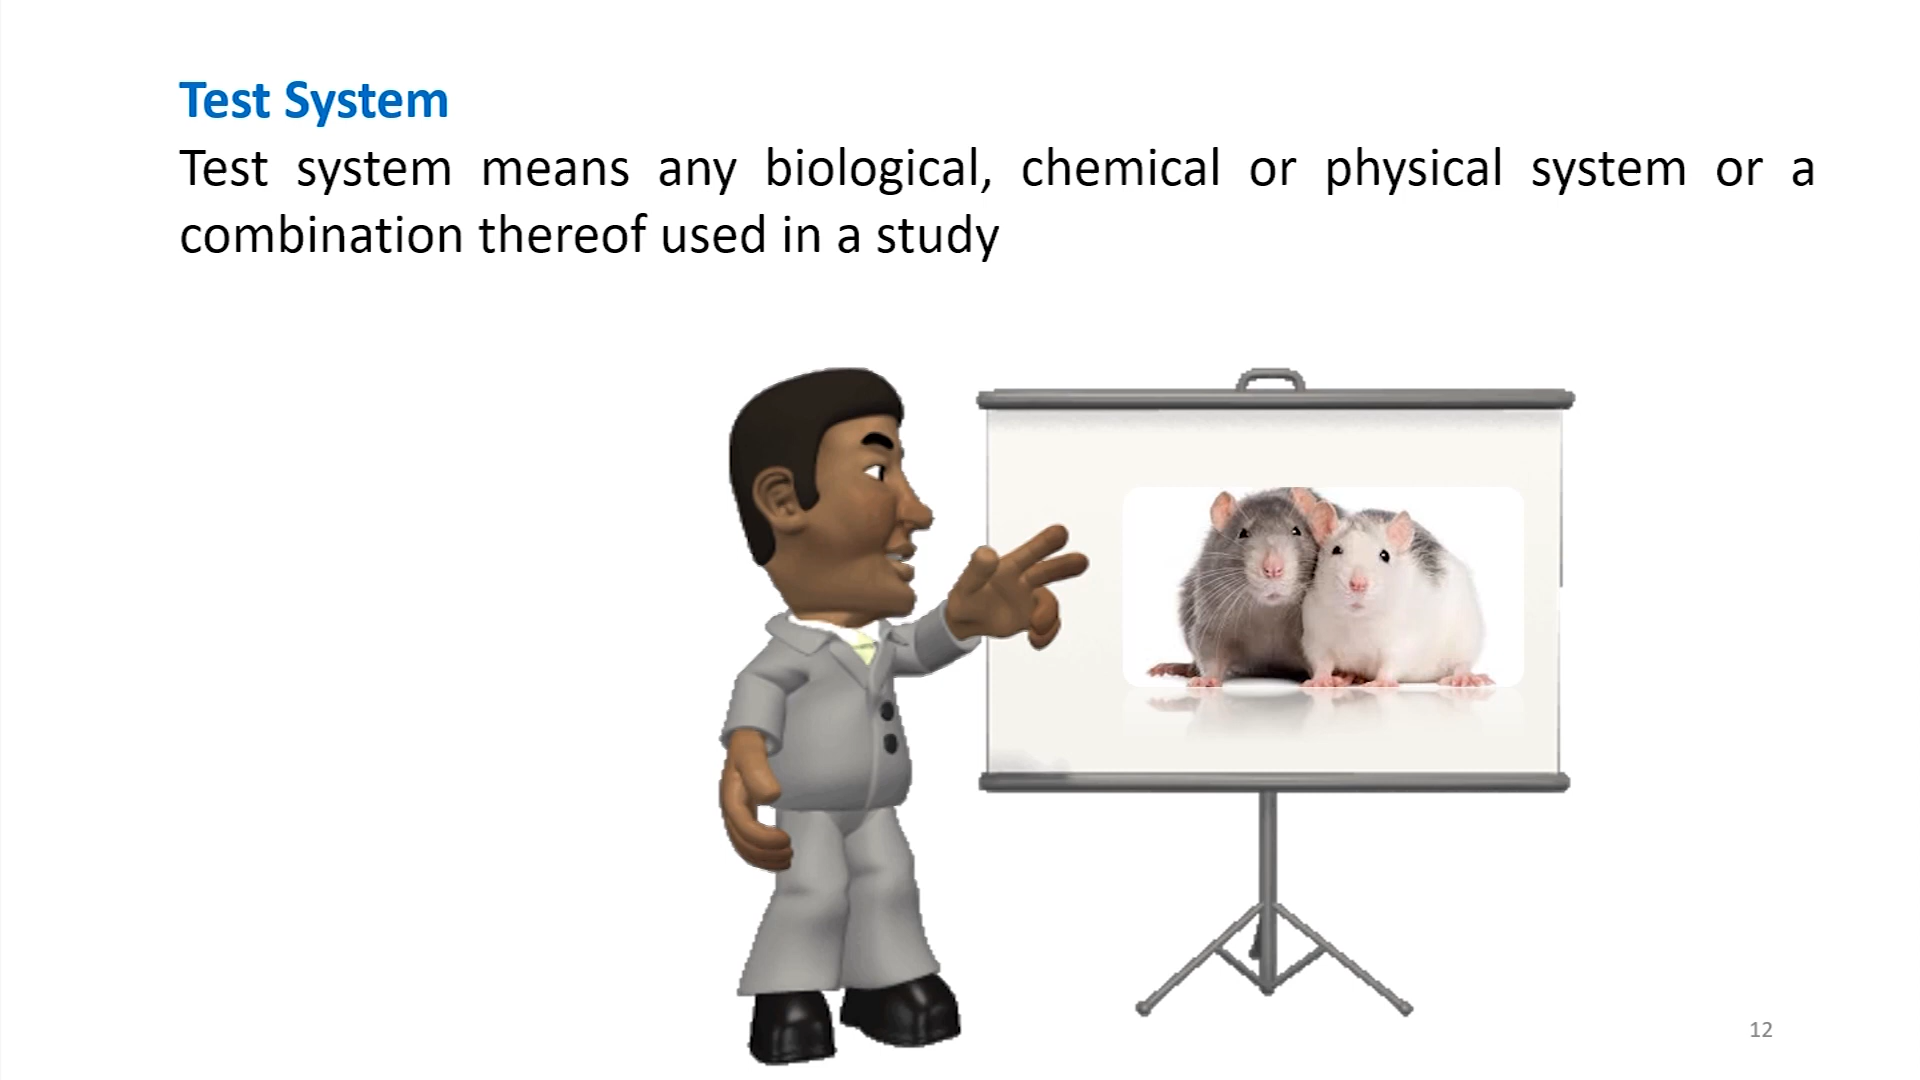 Test System
Test system means any biological, chemical or physical system or a
combination thereof used in a study
12